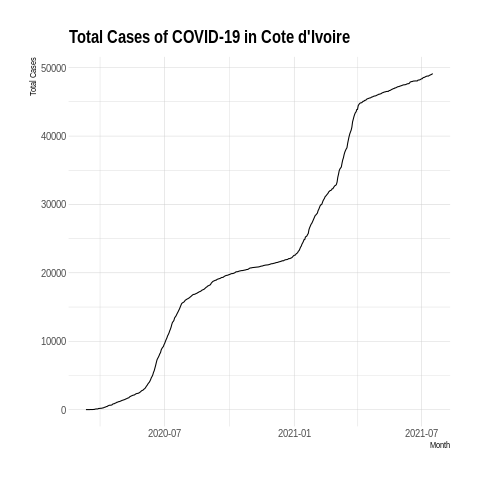 Total Cases of COVID-19 in Cote d'Ivoire
Total Cases
50000
40000
30000
20000
10000
0
2020-07 2021-01 2021-07
Month